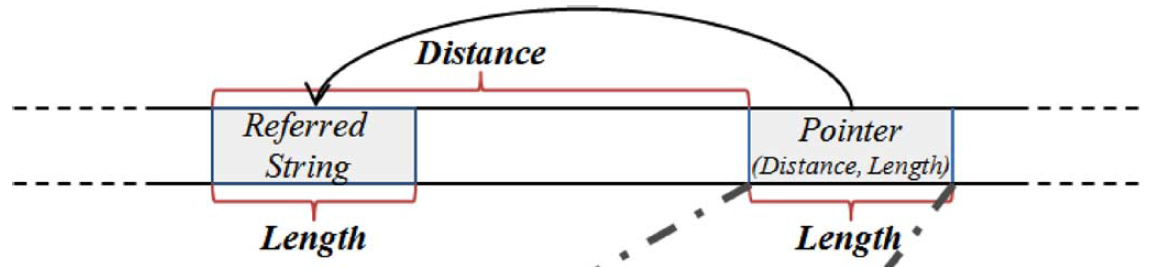 Distance
Referred
String
Pointer
(Distance, Length)
Length
Length